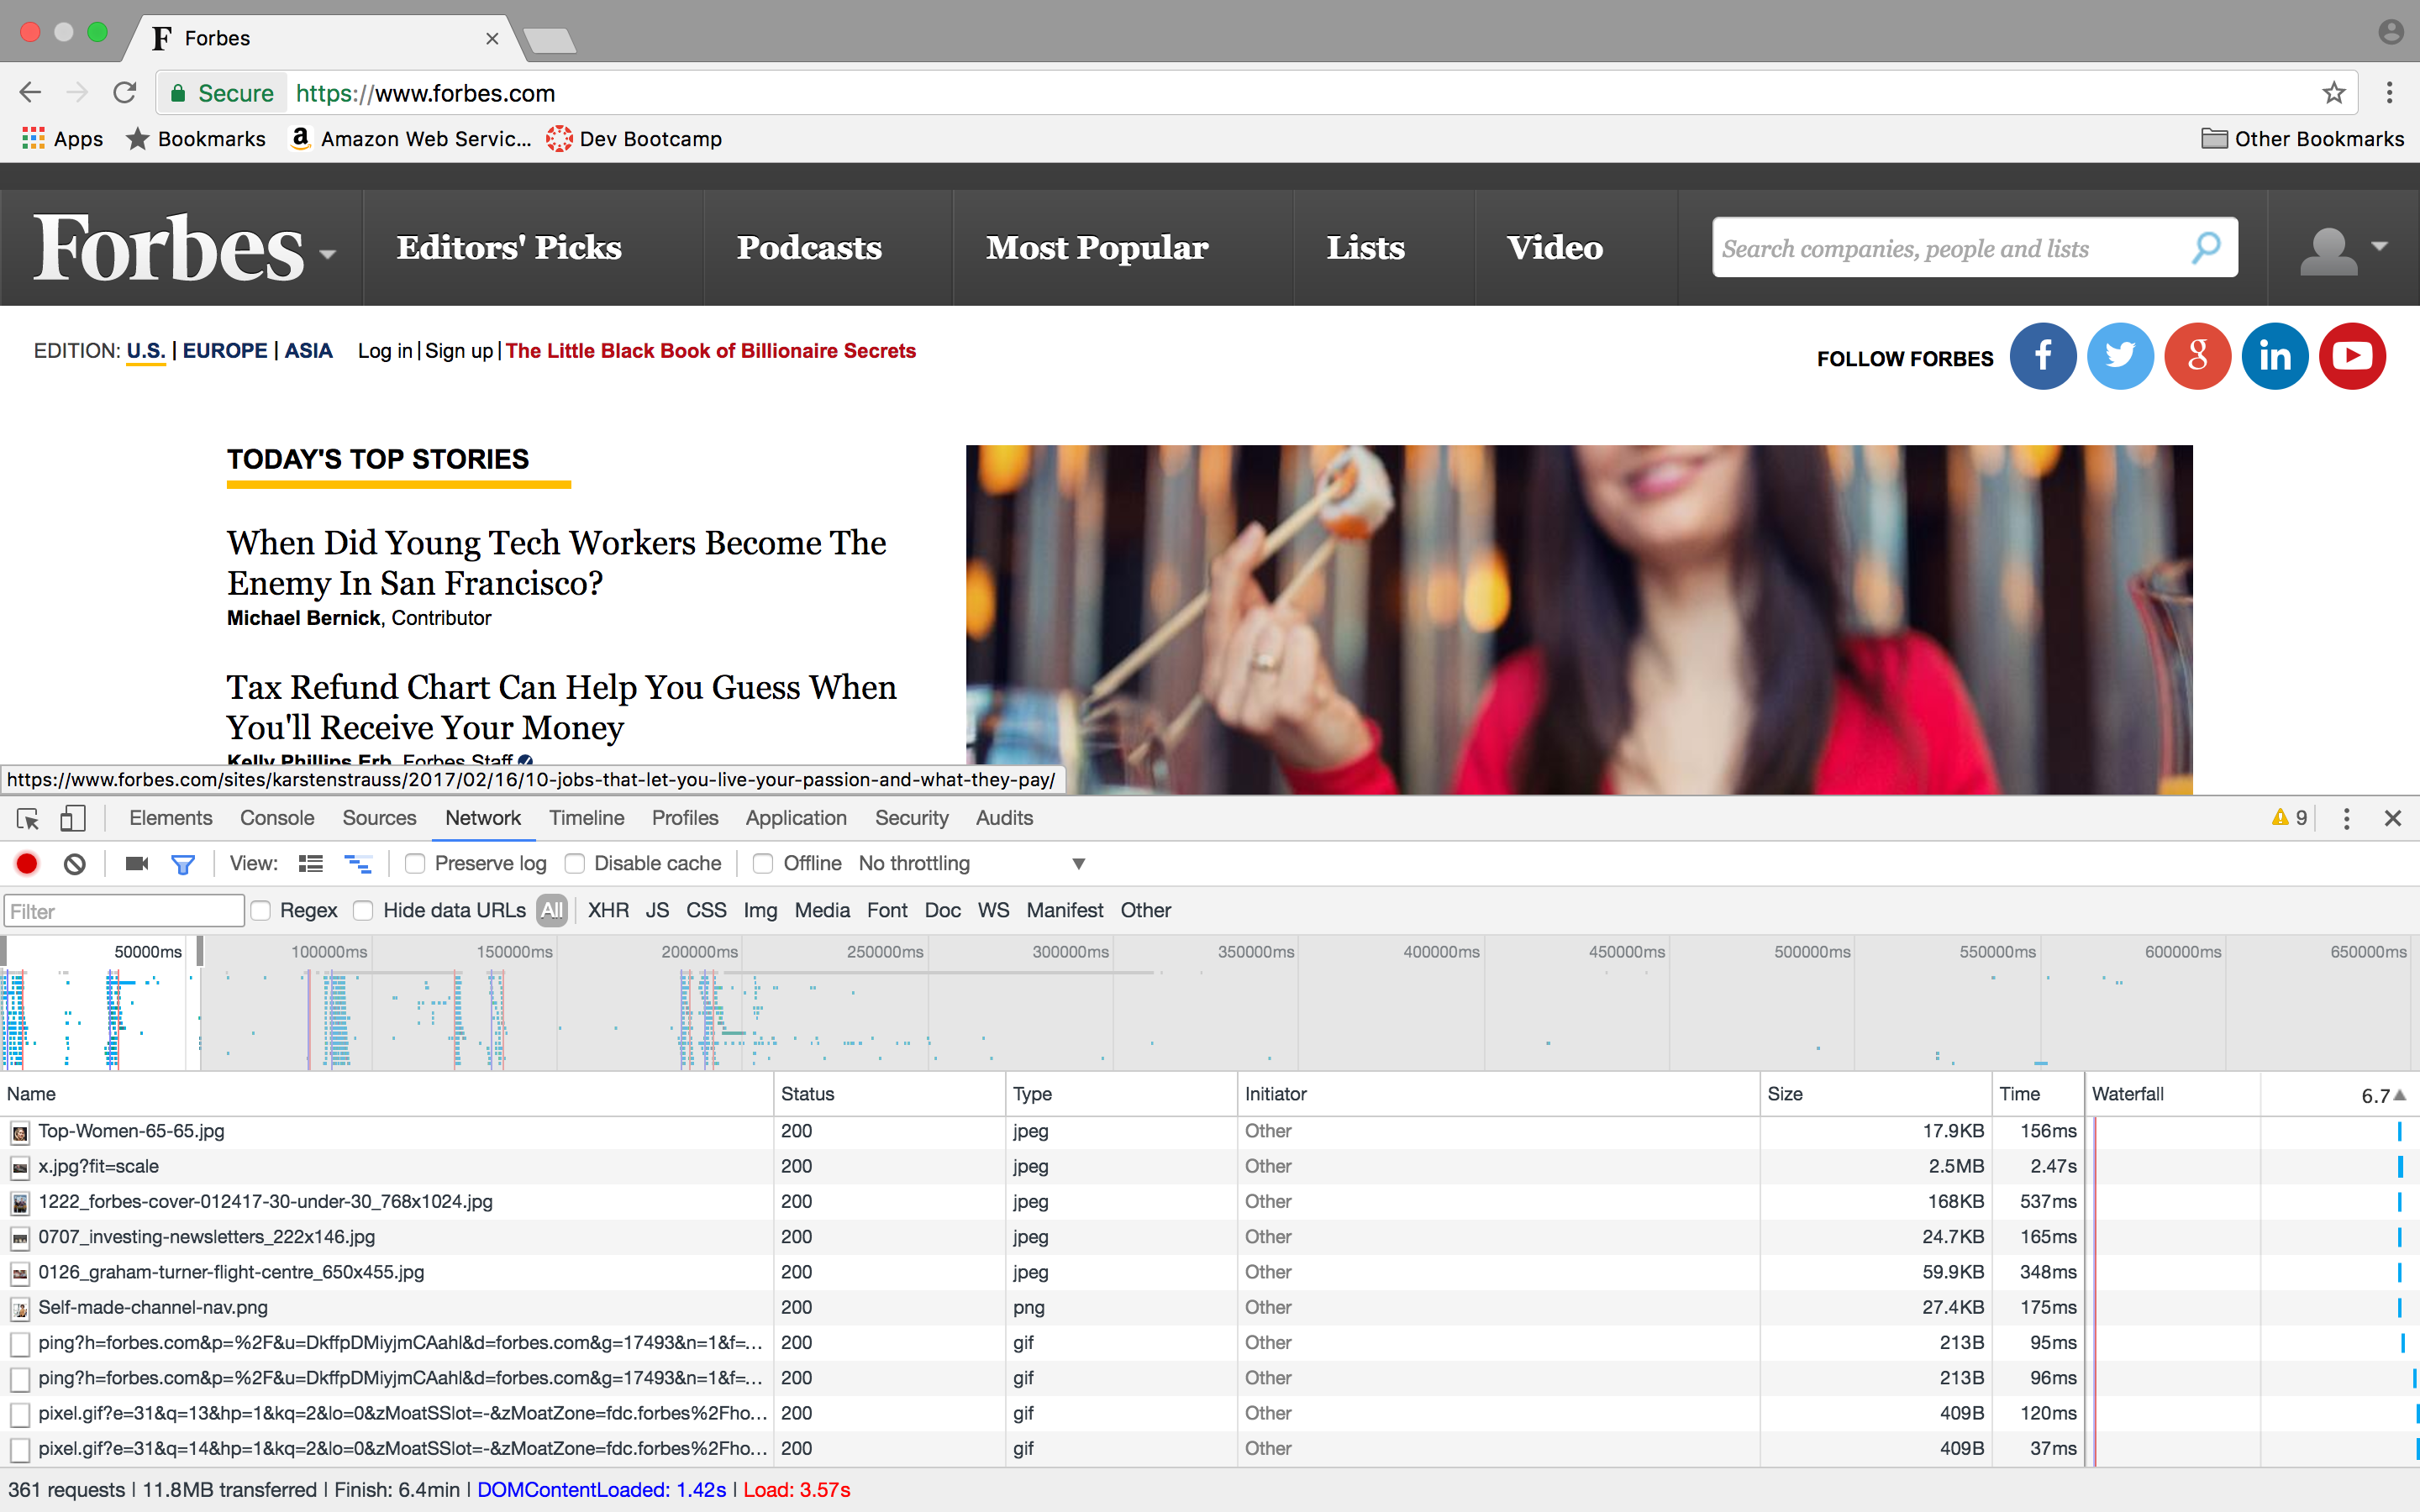 F Forbes ×
Secure https://www.forbes.com
Apps Bookmarks a Amazon Web Servic... Dev Bootcamp Other Bookmarks
Forbes Editors' Picks Podcasts Most Popular Lists Video Search companies, people and lists
EDITION: U.S. | EUROPE | ASIA Log in | Sign up | The Little Black Book of Billionaire Secrets FOLLOW FORBES f g in
TODAY'S TOP STORIES
When Did Young Tech Workers Become The
Enemy In San Francisco?
Michael Bernick, Contributor
Tax Refund Chart Can Help You Guess When
You'll Receive Your Money
Kelly Phillips Erb, Forbes Staff
https://www.forbes.com/sites/karstenstrauss/2017/02/16/10-jobs-that-let-you-live-your-passion-and-what-they-pay/
Elements Console Sources Network Timeline Profiles Application Security Audits 9
View: Preserve log Disable cache Offline No throttling
Filter Regex Hide data URLs All XHR JS CSS Img Media Font Doc WS Manifest Other
50000ms 100000ms 150000ms 200000ms 250000ms 300000ms 350000ms 400000ms 450000ms 500000ms 550000ms 600000ms 650000ms
Name Status Type Initiator Size Time Waterfall 6.7
Top-Women-65-65.jpg 200 jpeg Other 17.9KB 156ms
x.jpg?fit=scale 200 jpeg Other 2.5MB 2.47s
1222_forbes-cover-012417-30-under-30_768x1024.jpg 200 jpeg Other 168KB 537ms
0707_investing-newsletters_222x146.jpg 200 jpeg Other 24.7KB 165ms
0126_graham-turner-flight-centre_650x455.jpg 200 jpeg Other 59.9KB 348ms
Self-made-channel-nav.png 200 png Other 27.4KB 175ms
ping?h=forbes.com&p=%2F&u=DkffpDMiyjmCAahl&d=forbes.com&g=17493&n=1&f=... 200 gif Other 213B 95ms
ping?h=forbes.com&p=%2F&u=DkffpDMiyjmCAahl&d=forbes.com&g=17493&n=1&f=... 200 gif Other 213B 96ms
pixel.gif?e=31&q=13&hp=1&kq=2&lo=0&zMoatSSlot=-&zMoatZone=fdc.forbes%2Fho... 200 gif Other 409B 120ms
pixel.gif?e=31&q=14&hp=1&kq=2&lo=0&zMoatSSlot=-&zMoatZone=fdc.forbes%2Fho... 200 gif Other 409B 37ms
361 requests | 11.8MB transferred | Finish: 6.4min | DOMContentLoaded: 1.42s | Load: 3.57s